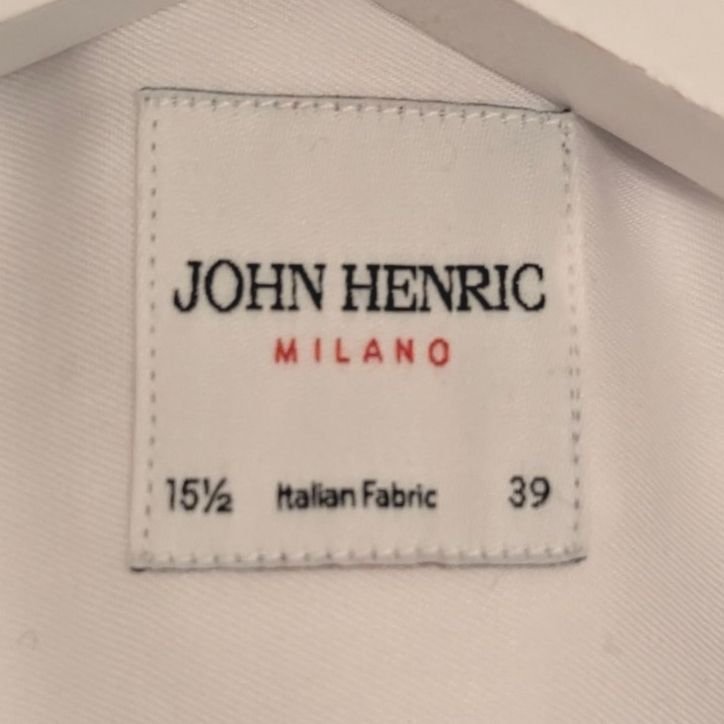 JOHN HENRIC
MILANO
15½ Italian Fabric 39